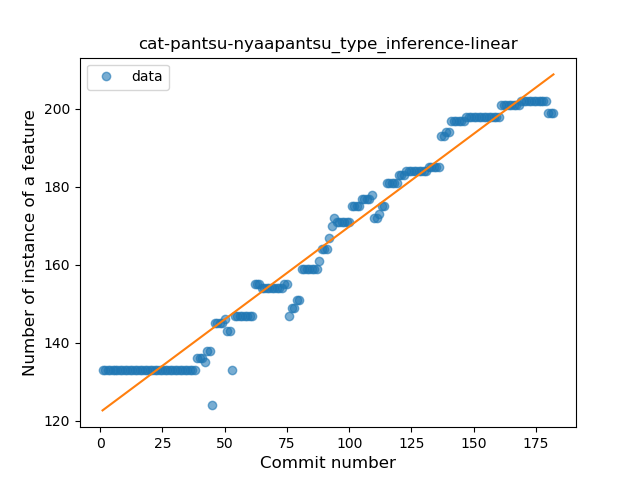 cat-pantsu-nyaapantsu_type_inference-linear
data
Number of instance of a feature
200
180
160
140
120
0 25 50 75 100 125 150 175
Commit number